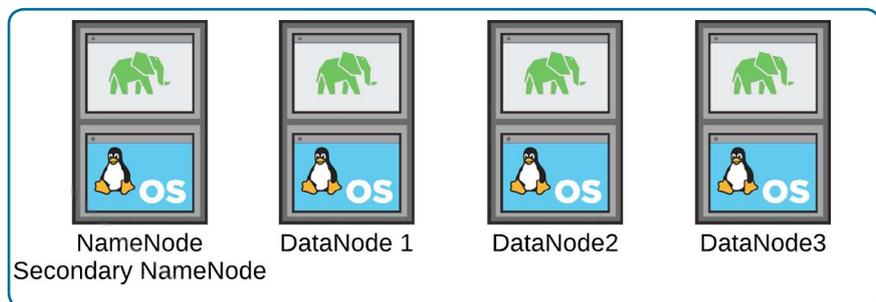 OS
OS
OS
OS
NameNode
Secondary NameNode
DataNode 1
DataNode2
DataNode3